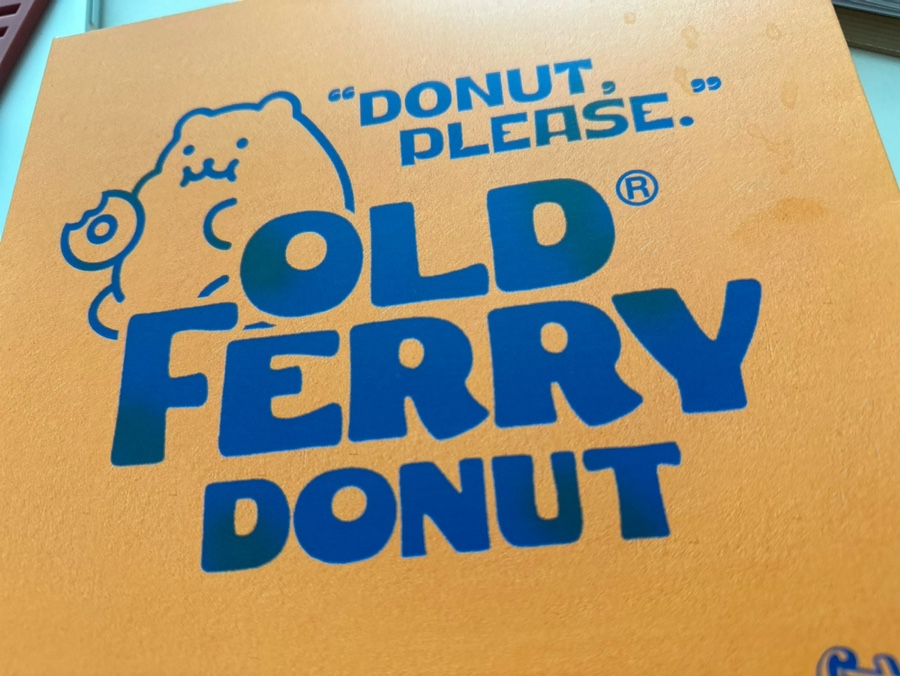 “DONUT,
PLEASE.”
OLD®
FERRY
DONUT